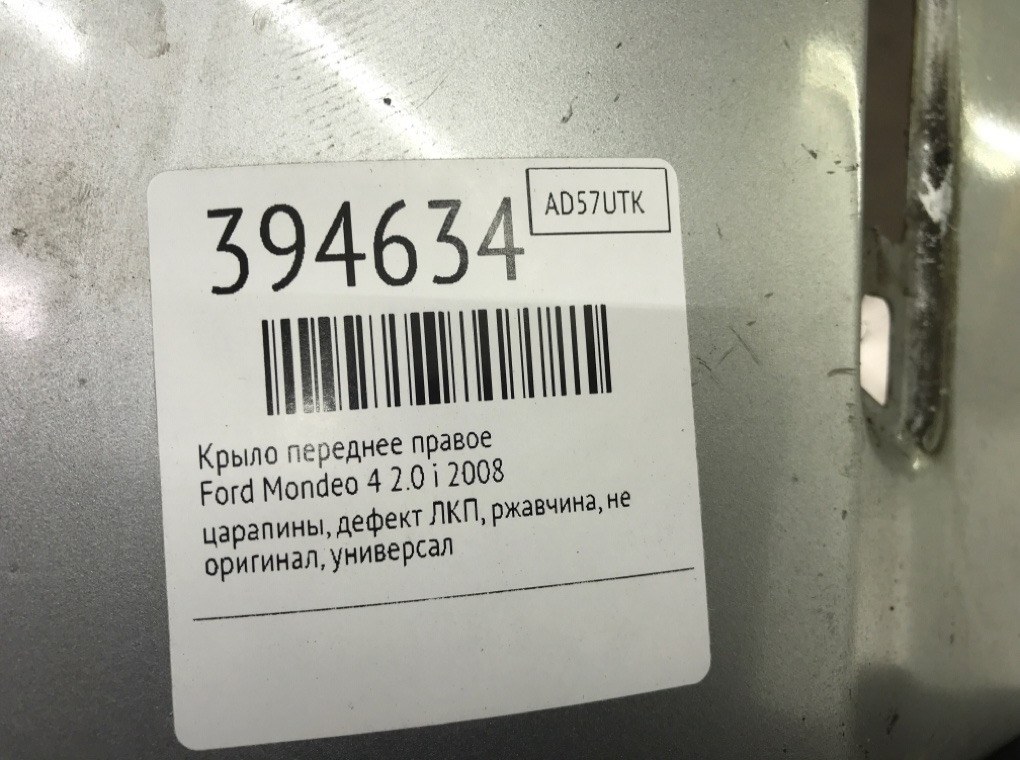 394634
AD57UTK
Крыло переднее правое
Ford Mondeo 4 2.0 i 2008
царапины, дефект ЛКП, ржавчина, не
оригинал, универсал